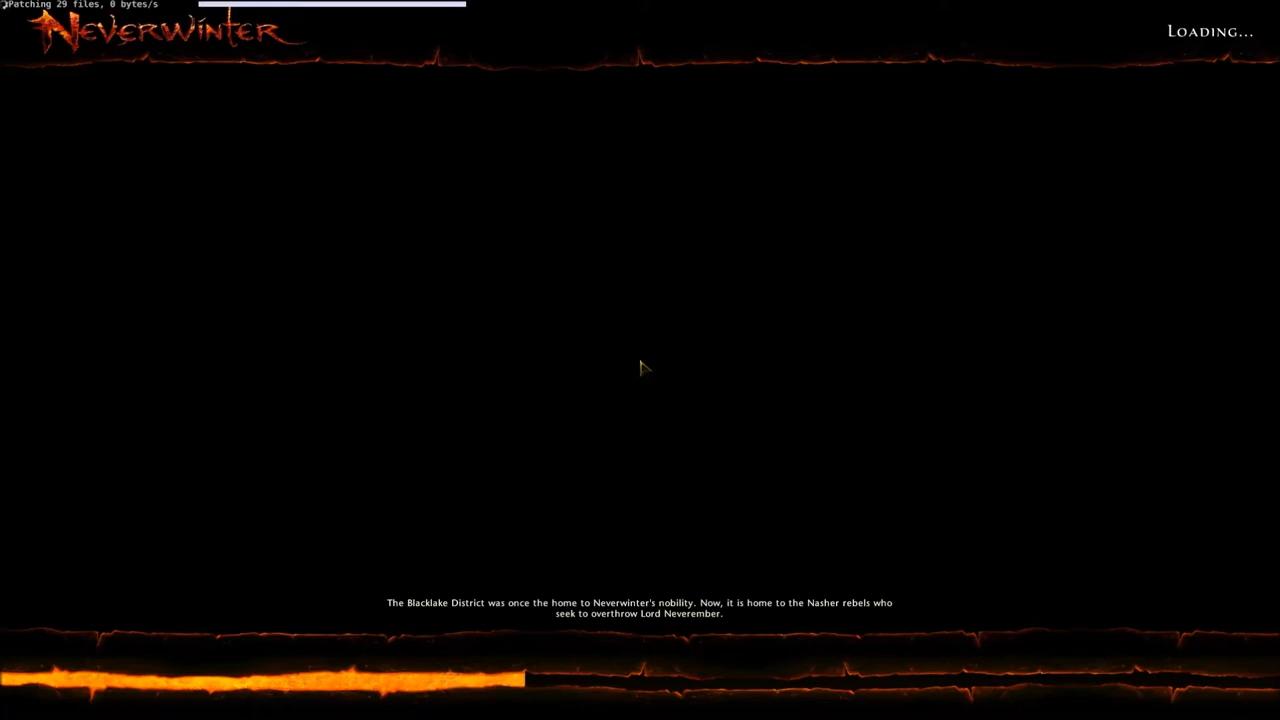 Patching 29 files, 0 bytes/s
NEVERWINTER
LOADING...
The Blacklake District was once the home to Neverwinter's nobility. Now, it is home to the Nasher rebels who
seek to overthrow Lord Neverember.